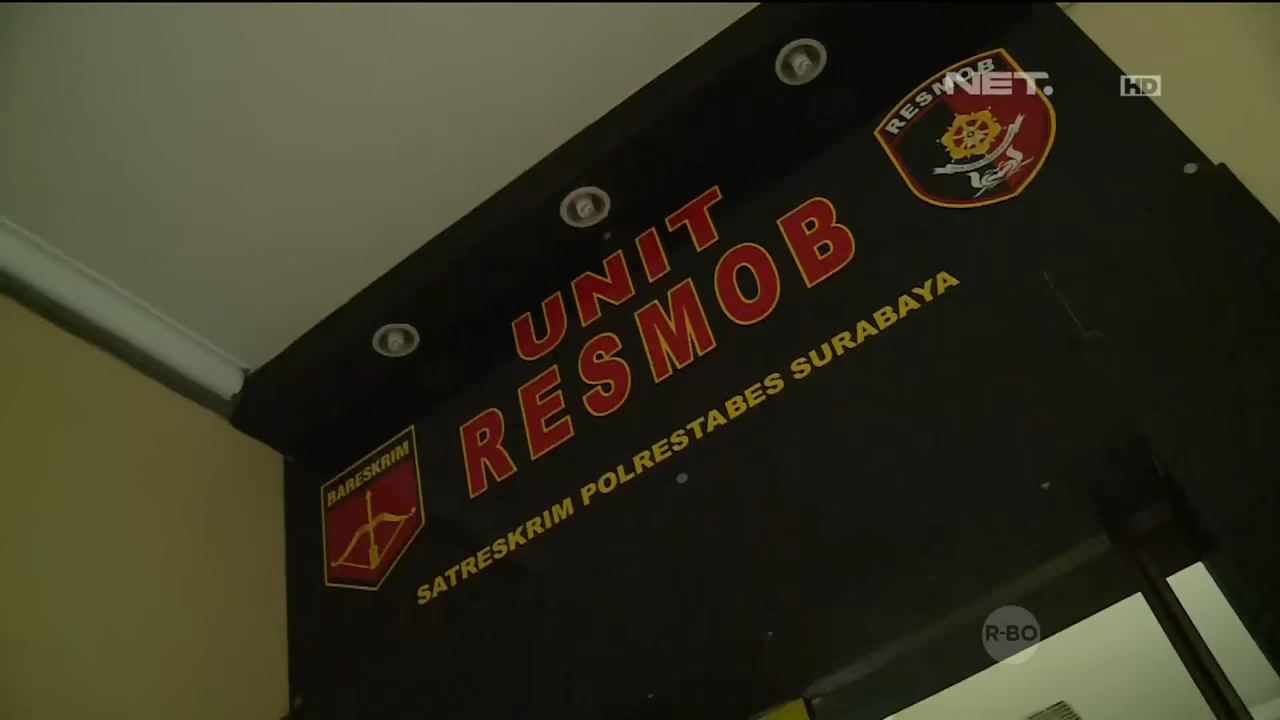 RESMOB
NET.
HD
UNIT
RESMOB
SATRESKRIM POLRESTABES SURABAYA
BARESKRIM
R-BO